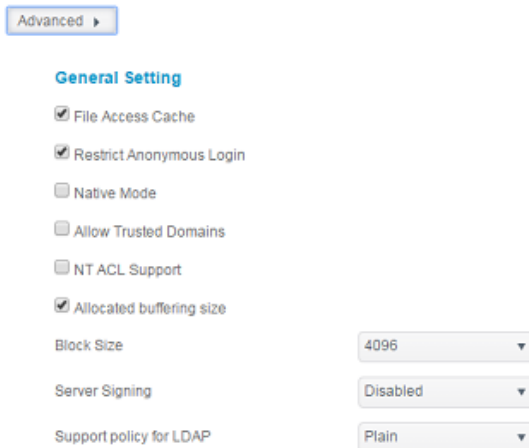 Advanced
General Setting
File Access Cache
Restrict Anonymous Login
Native Mode
Allow Trusted Domains
NT ACL Support
Allocated buffering size
Block Size 4096
Server Signing Disabled
Support policy for LDAP Plain